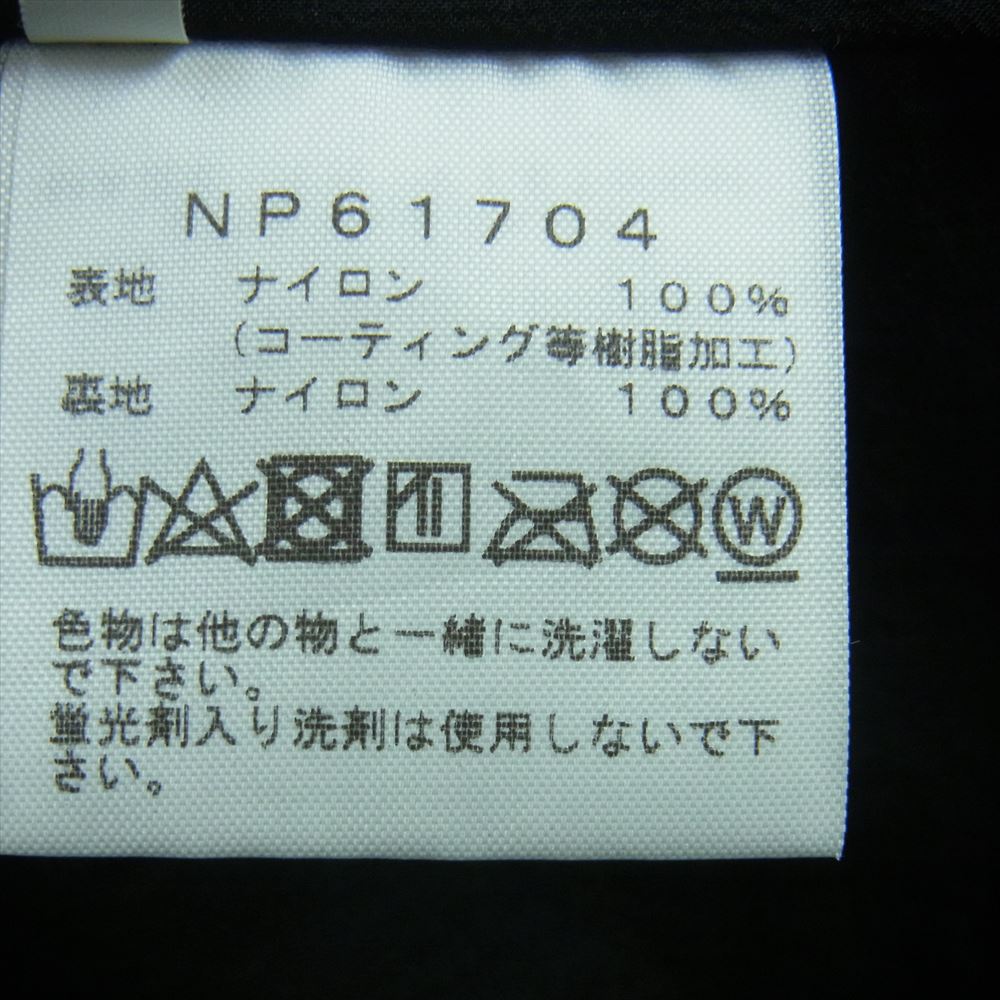 NP61704
表地 ナイロン 100%
(コーティング等樹脂加工)
裏地 ナイロン 100%
W
色物は他の物と一緒に洗濯しない
で下さい。
蛍光剤入り洗剤は使用しないで下
さい。